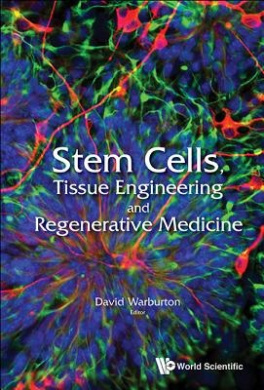 Stem Cells,
Tissue Engineering
and
Regenerative Medicine
David Warburton
Editor
World Scientific